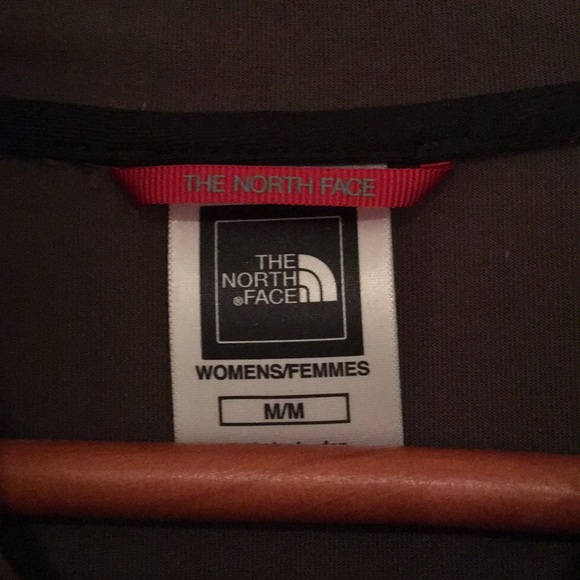 THE NORTH FACE
THE
NORTH
®FACE
WOMENS/FEMMES
M/M